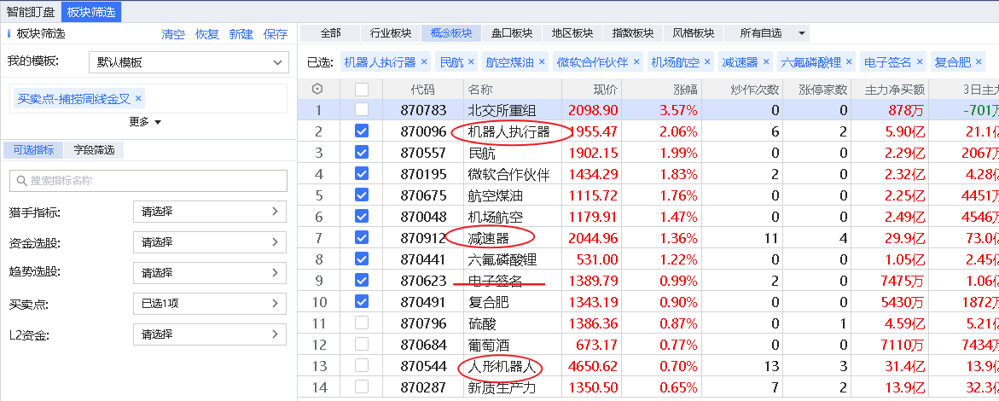 智能盯盘 板块筛选
板块筛选 清空 恢复 新建 保存
我的模板: 默认模板
买卖点-捕捞周线金叉 ×
更多
可选指标 字段筛选
搜索指标名称
猎手指标: 请选择
资金选股: 请选择
趋势选股: 请选择
买卖点: 已选1项
L2资金: 请选择
全部 行业板块 概念板块 盘口板块 地区板块 指数板块 风格板块 所有自选
已选: 机器人执行器 × 民航 × 航空煤油 × 微软合作伙伴 × 机场航空 × 减速器 × 六氟磷酸锂 × 电子签名 × 复合肥 ×
代码 名称 现价 涨幅 炒作次数 涨停家数 主力净买额 3日主力
1 870783 北交所重组 2098.90 3.57% 0 0 878万 -701万
2 870096 机器人执行器 1955.47 2.06% 6 2 5.90亿 21.1亿
3 870557 民航 1902.15 1.99% 0 0 2.29亿 2067万
4 870195 微软合作伙伴 1434.29 1.83% 2 0 2.32亿 4.28亿
5 870675 航空煤油 1115.72 1.76% 0 0 2.25亿 4451万
6 870048 机场航空 1179.91 1.47% 0 0 2.49亿 4546万
7 870912 减速器 2044.96 1.36% 11 4 29.9亿 73.0亿
8 870441 六氟磷酸锂 531.00 1.22% 0 0 1.05亿 2.45亿
9 870623 电子签名 1389.79 0.99% 2 0 7475万 1.06亿
10 870491 复合肥 1343.19 0.90% 0 0 5430万 1872万
11 870796 硫酸 1386.36 0.87% 0 1 4.59亿 5.21亿
12 870684 葡萄酒 673.17 0.77% 0 0 7110万 7434万
13 870544 人形机器人 4650.62 0.70% 13 3 31.4亿 13.9亿
14 870287 新质生产力 1350.50 0.65% 7 2 13.9亿 32.3亿